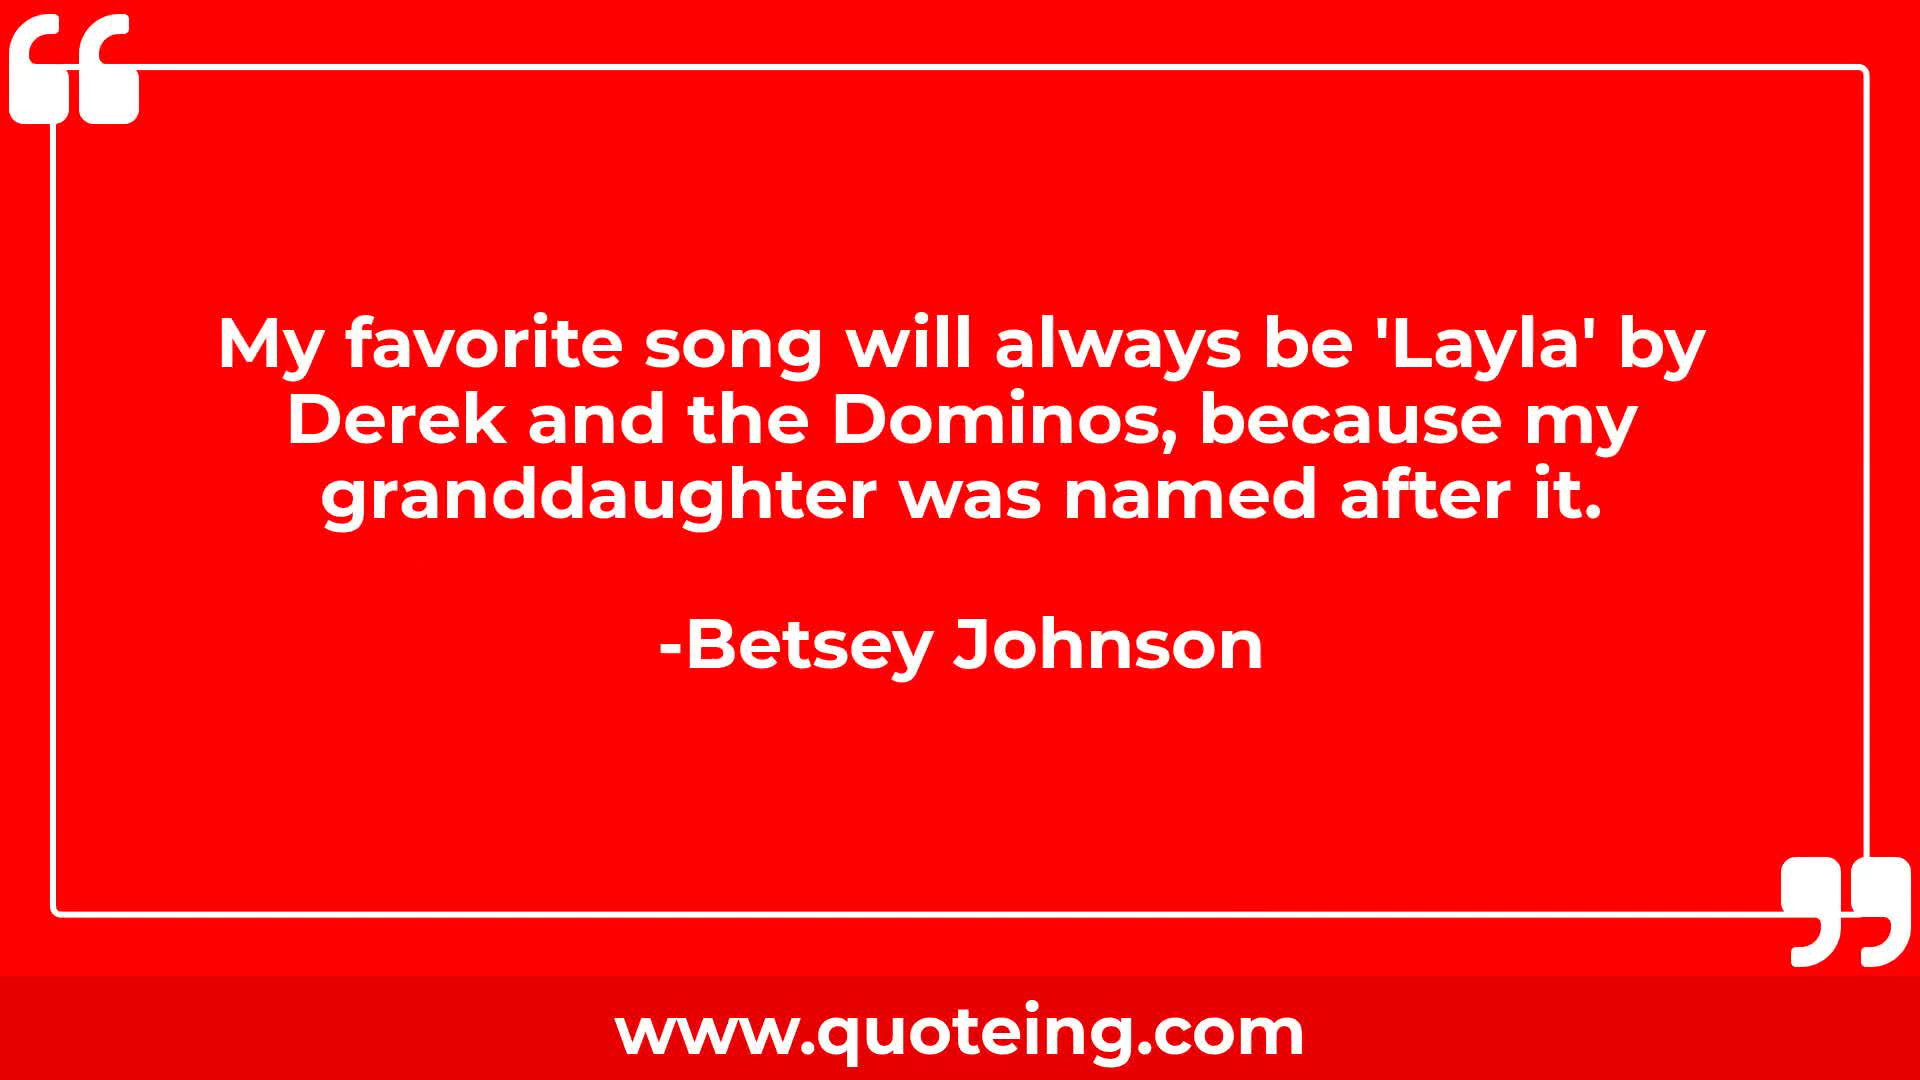 My favorite song will always be 'Layla' by
Derek and the Dominos, because my
granddaughter was named after it.
-Betsey Johnson
www.quoteing.com